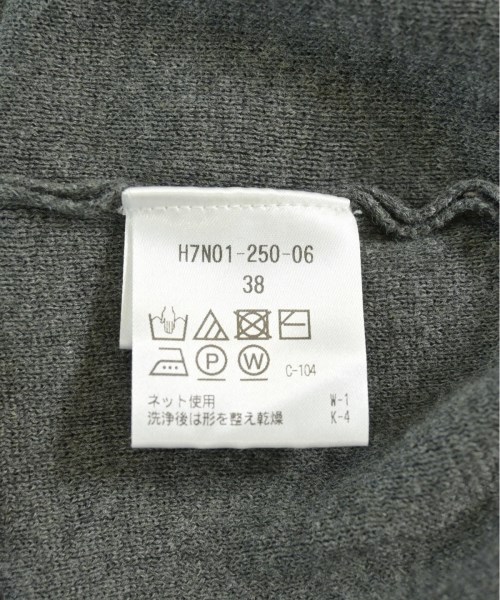 H7N01-250-06
38
P W C-104
ネット使用 W-1
洗浄後は形を整え乾燥 K-4